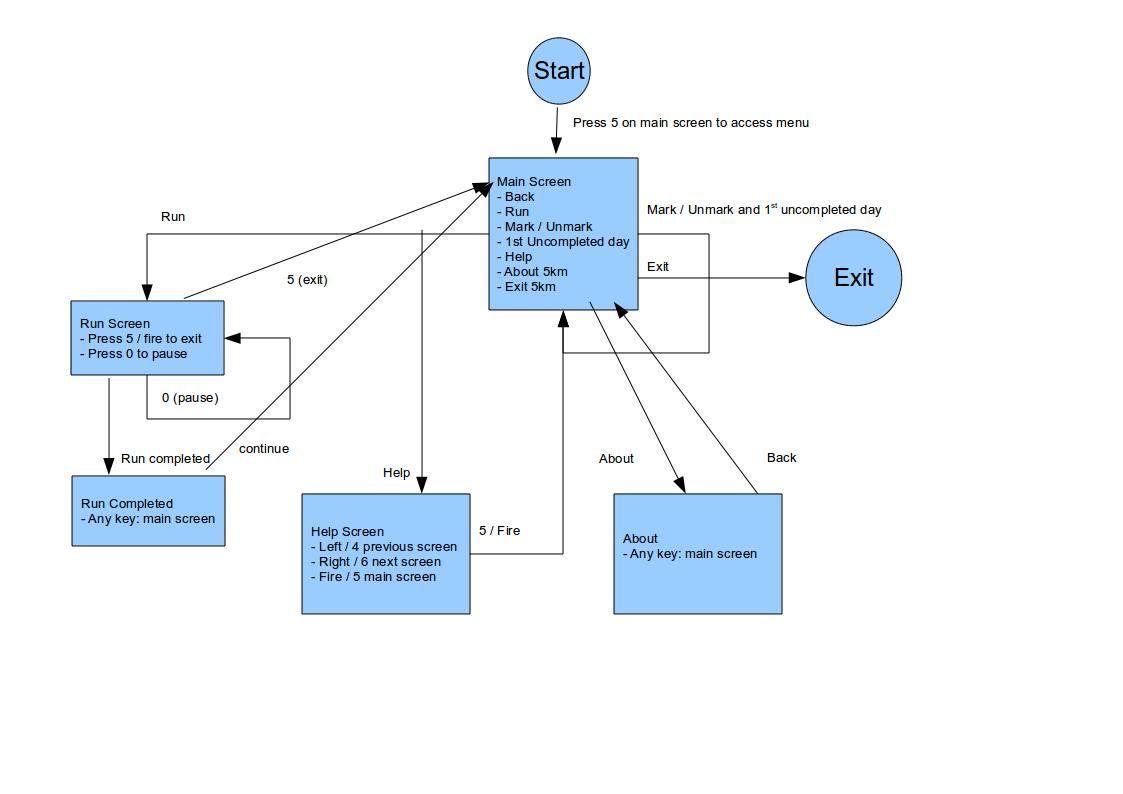 Start
Press 5 on main screen to access menu
Main Screen
- Back
- Run
- Mark / Unmark
- 1st Uncompleted day
- Help
- About 5km
- Exit 5km
Mark / Unmark and 1st uncompleted day
Run
Exit
Exit
5 (exit)
Run Screen
- Press 5 / fire to exit
- Press 0 to pause
0 (pause)
continue
Run completed
Run Completed
- Any key: main screen
Help
Help Screen
- Left / 4 previous screen
- Right / 6 next screen
- Fire / 5 main screen
5 / Fire
About
Back
About
- Any key: main screen